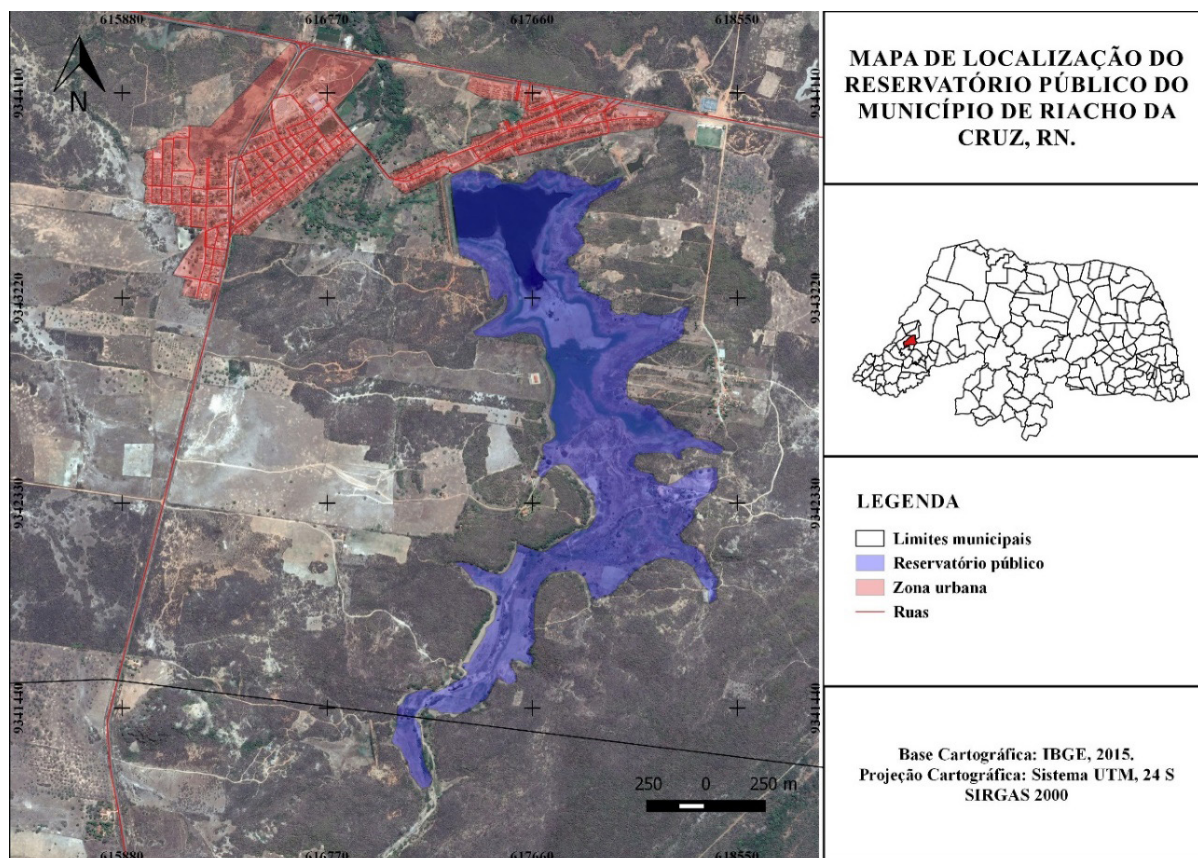 615880 616770 617660 618550
9344110 9344110
N
9343220 9343220
9342330 9342330
9341440 9341440
250 0 250 m
615880 616770 617660 618550
MAPA DE LOCALIZAÇÃO DO
RESERVATÓRIO PÚBLICO DO
MUNICÍPIO DE RIACHO DA
CRUZ, RN.
LEGENDA
Limites municipais
Reservatório público
Zona urbana
Ruas
Base Cartográfica: IBGE, 2015.
Projeção Cartográfica: Sistema UTM, 24 S
SIRGAS 2000